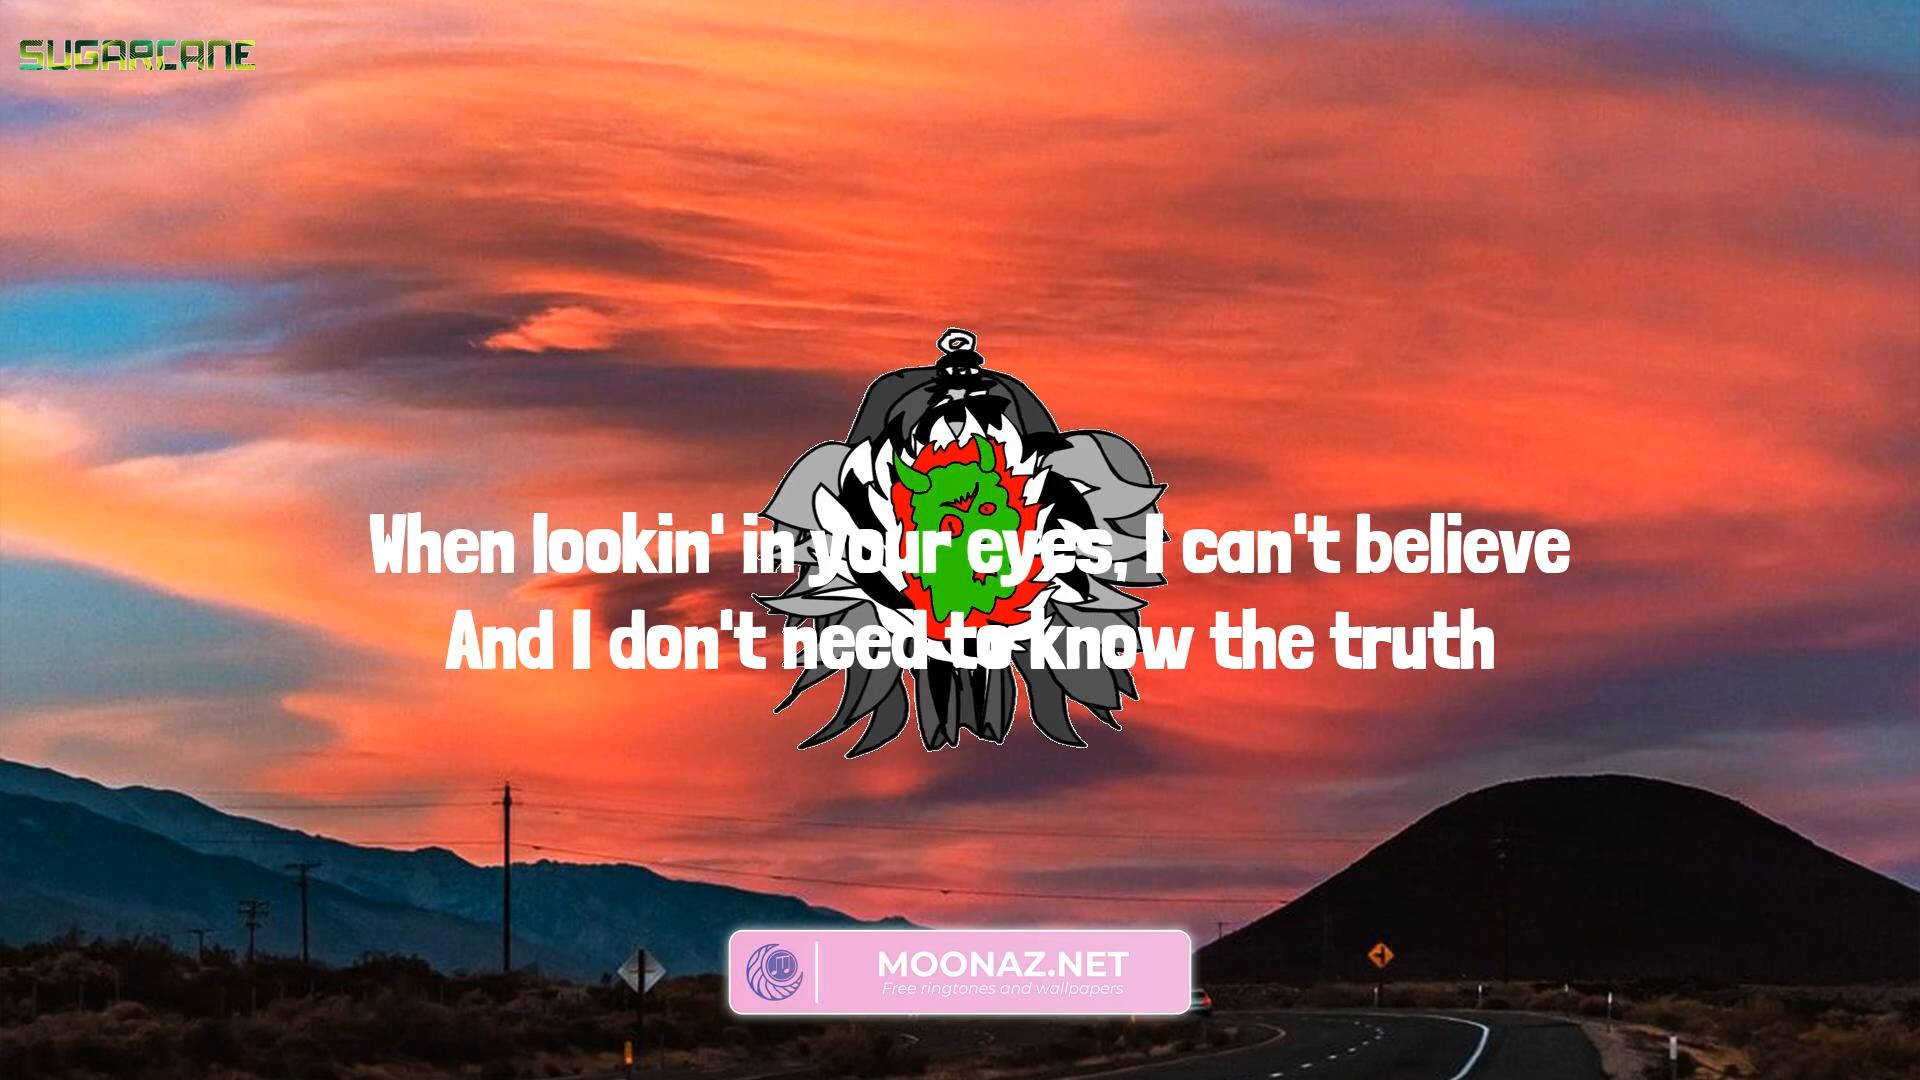 SUGARCANE
When lookin' in your eyes, I can't believe
And I don't need to know the truth
MOONAZ.NET
Free ringtones and wallpapers